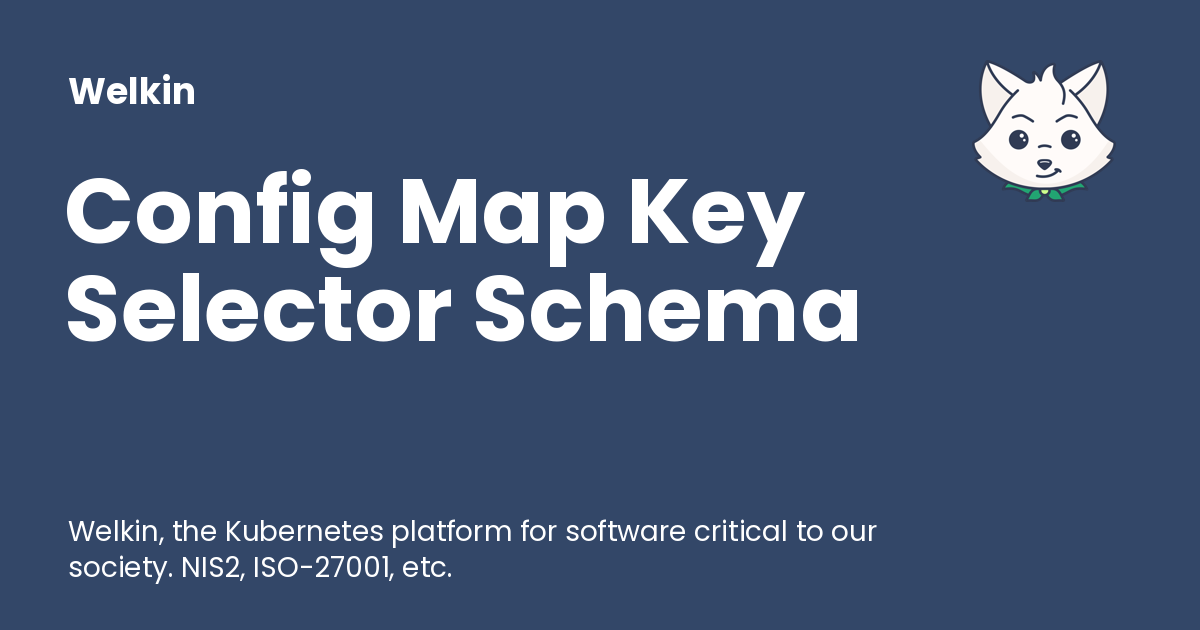 Welkin
Config Map Key
Selector Schema
Welkin, the Kubernetes platform for software critical to our
society. NIS2, ISO-27001, etc.